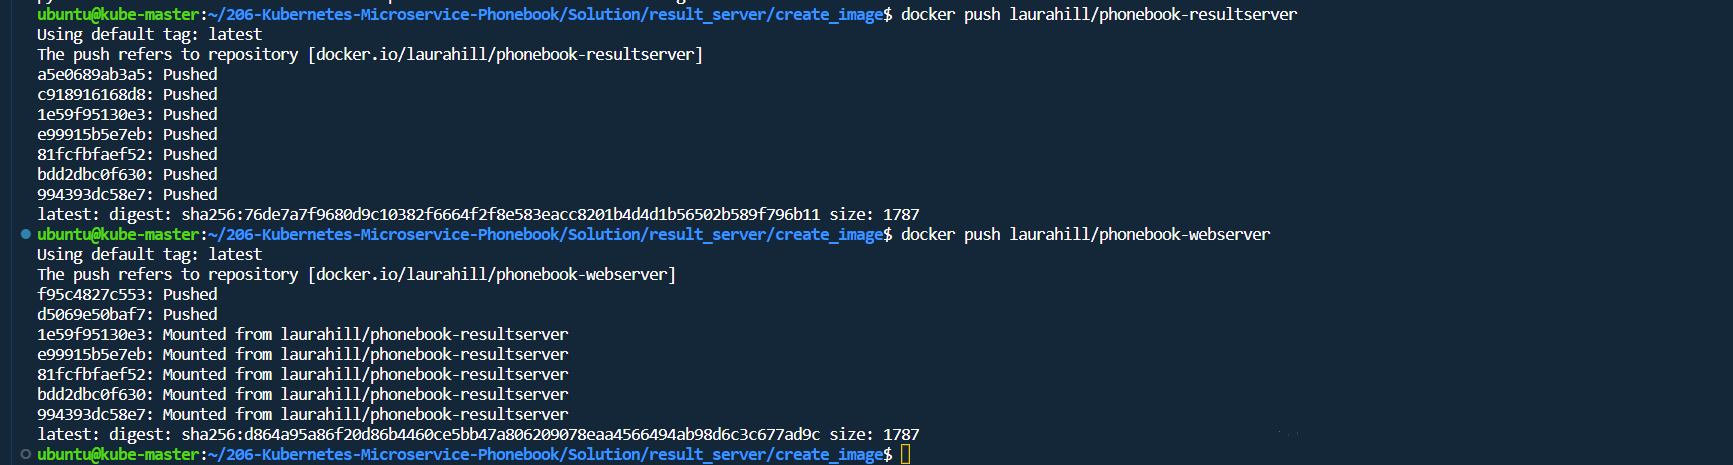 ubuntu@kube-master:~/206-Kubernetes-Microservice-Phonebook/Solution/result_server/create_image$ docker push laurahill/phonebook-resultserver
Using default tag: latest
The push refers to repository [docker.io/laurahill/phonebook-resultserver]
a5e0689ab3a5: Pushed
c918916168d8: Pushed
1e59f95130e3: Pushed
e99915b5e7eb: Pushed
81fcfbfaef52: Pushed
bdd2dbc0f630: Pushed
994393dc58e7: Pushed
latest: digest: sha256:76de7a7f9680d9c10382f6664f2f8e583eacc8201b4d4d1b56502b589f796b11 size: 1787
ubuntu@kube-master:~/206-Kubernetes-Microservice-Phonebook/Solution/result_server/create_image$ docker push laurahill/phonebook-webserver
Using default tag: latest
The push refers to repository [docker.io/laurahill/phonebook-webserver]
f95c4827c553: Pushed
d5069e50baf7: Pushed
1e59f95130e3: Mounted from laurahill/phonebook-resultserver
e99915b5e7eb: Mounted from laurahill/phonebook-resultserver
81fcfbfaef52: Mounted from laurahill/phonebook-resultserver
bdd2dbc0f630: Mounted from laurahill/phonebook-resultserver
994393dc58e7: Mounted from laurahill/phonebook-resultserver
latest: digest: sha256:d864a95a86f20d86b4460ce5bb47a806209078eaa4566494ab98d6c3c677ad9c size: 1787
ubuntu@kube-master:~/206-Kubernetes-Microservice-Phonebook/Solution/result_server/create_image$